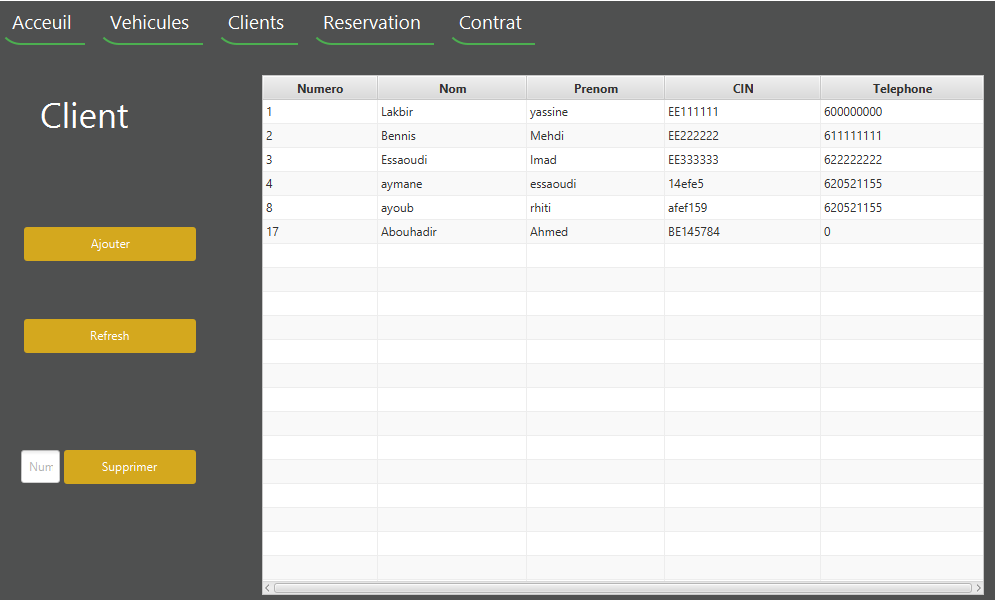 Acceuil Vehicules Clients Reservation Contrat
Client
Ajouter
Refresh
Num Supprimer
Numero Nom Prenom CIN Telephone
1 Lakbir yassine EE111111 600000000
2 Bennis Mehdi EE222222 611111111
3 Essaoudi Imad EE333333 622222222
4 aymane essaoudi 14efe5 620521155
8 ayoub rhiti afef159 620521155
17 Abouhadir Ahmed BE145784 0